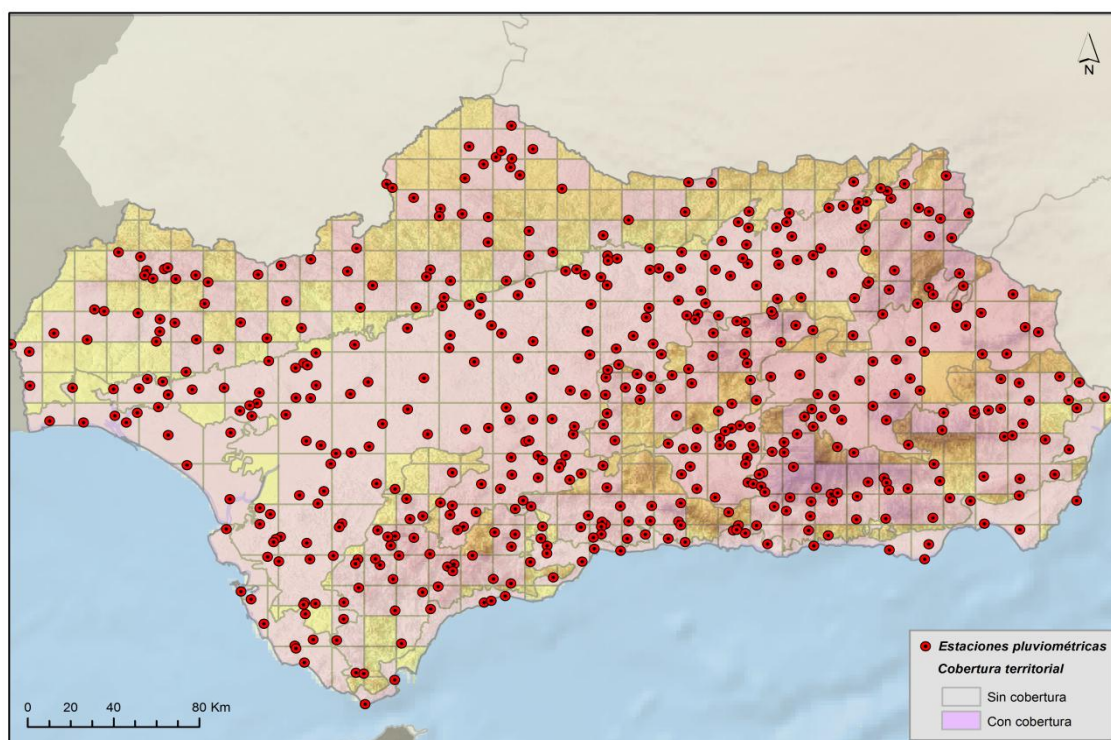 N
Estaciones pluviométricas
Cobertura territorial
Sin cobertura
Con cobertura
0 20 40 80 Km